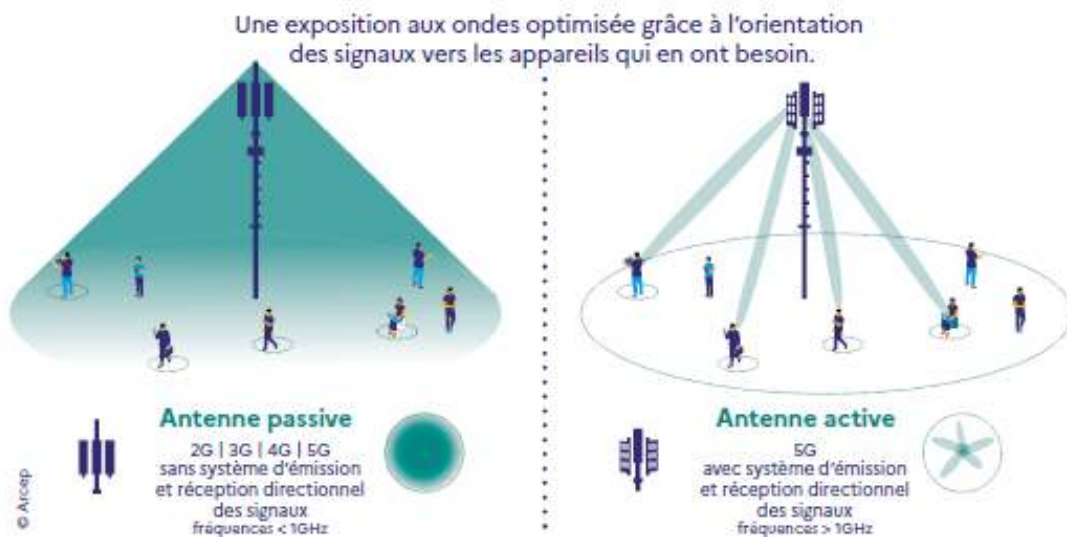 Une exposition aux ondes optimisée grâce à l'orientation
des signaux vers les appareils qui en ont besoin.
Antenne passive
2G | 3G | 4G | 5G
sans système d'émission
et réception directionnel
des signaux
fréquences < 1GHz
Antenne active
5G
avec système d'émission
et réception directionnel
des signaux
fréquences > 1GHz
© Arcep